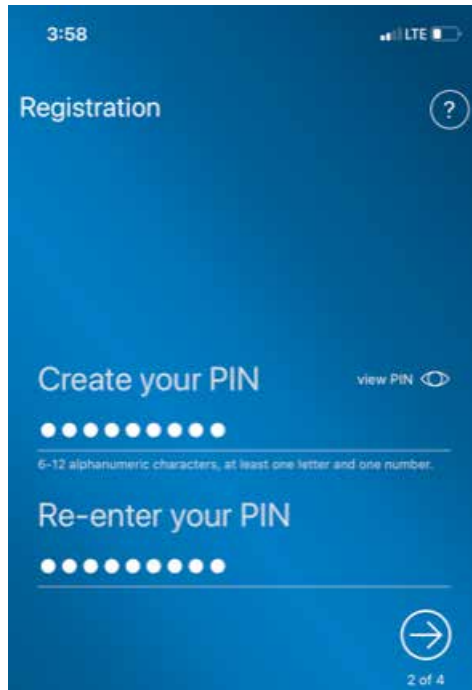 3:58 LTE
Registration ?
Create your PIN view PIN
●●●●●●●●●
6-12 alphanumeric characters, at least one letter and one number.
Re-enter your PIN
●●●●●●●●●
2 of 4